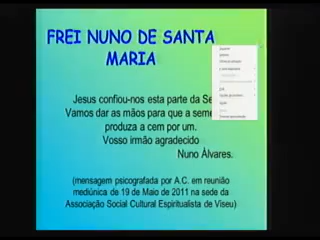 FREI NUNO DE SANTA
MARIA
Jesus confiou-nos esta parte da
Vamos dar as mãos para que a
produza a cem por um.
Vosso irmão agradecido
Nuno Álvares.
(mensagem psicografada por A.C. em reunião
mediúnica de 19 de Maio de 2011 na sede da
Associação Social Cultural Espiritualista de Viseu)